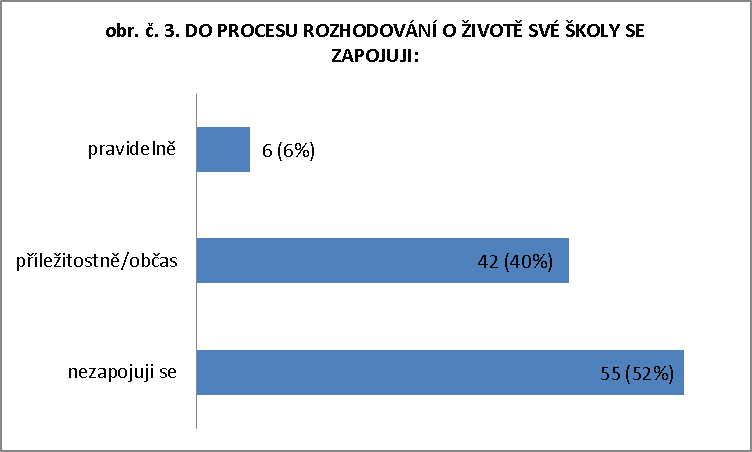 obr. č. 3. DO PROCESU ROZHODOVÁNÍ O ŽIVOTĚ SVÉ ŠKOLY SE
ZAPOJUJI:
pravidelně
6 (6%)
příležitostně/občas
42 (40%)
nezapojuji se
55 (52%)